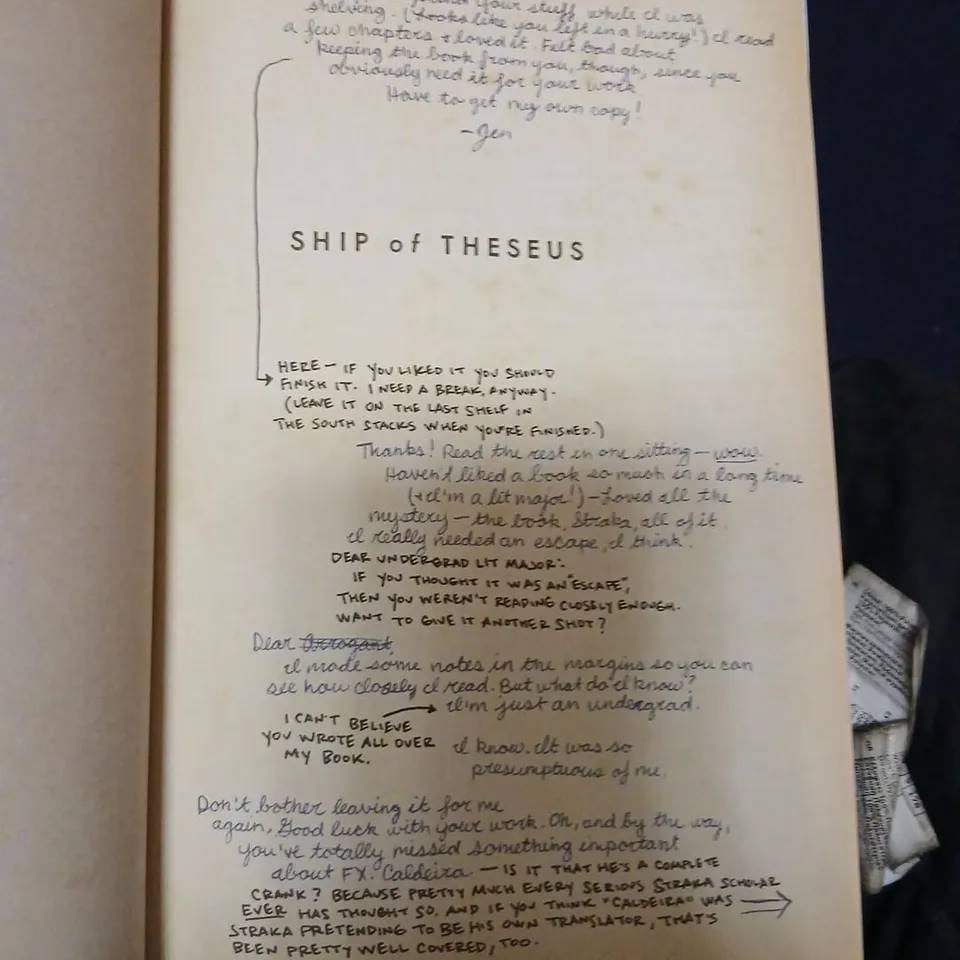 your stuff while I was
shelving. (Looks like you left in a hurry!) I read
a few chapters + loved it. Felt bad about
keeping the book from you, though, since you
obviously need it for your work.
Have to get my own copy!
—Jen
SHIP of THESEUS
HERE — IF YOU LIKED IT YOU SHOULD
FINISH IT. I NEED A BREAK, ANYWAY.
(LEAVE IT ON THE LAST SHELF IN
THE SOUTH STACKS WHEN YOU'RE FINISHED.)
Thanks! Read the rest in one sitting — wow.
Haven't liked a book so much in a long time
(+ I'm a lit major!) — Loved all the
mystery — the book, Straka, all of it.
I really needed an escape, I think.
DEAR UNDERGRAD LIT MAJOR:
IF YOU THOUGHT IT WAS AN "ESCAPE",
THEN YOU WEREN'T READING CLOSELY ENOUGH.
WANT TO GIVE IT ANOTHER SHOT?
Dear Arrogant,
I made some notes in the margins so you can
see how closely I read. But what do I know?
I'm just an undergrad.
I CAN'T BELIEVE
YOU WROTE ALL OVER
MY BOOK.
I know. It was so
presumptuous of me.
Don't bother leaving it for me
again. Good luck with your work. Oh, and by the way,
you've totally missed something important
about FX. Caldeira — IS IT THAT HE'S A COMPLETE
CRANK? BECAUSE PRETTY MUCH EVERY SERIOUS STRAKA SCHOLAR
EVER HAS THOUGHT SO. AND IF YOU THINK "CALDEIRA" WAS
STRAKA PRETENDING TO BE HIS OWN TRANSLATOR, THAT'S
BEEN PRETTY WELL COVERED, TOO.